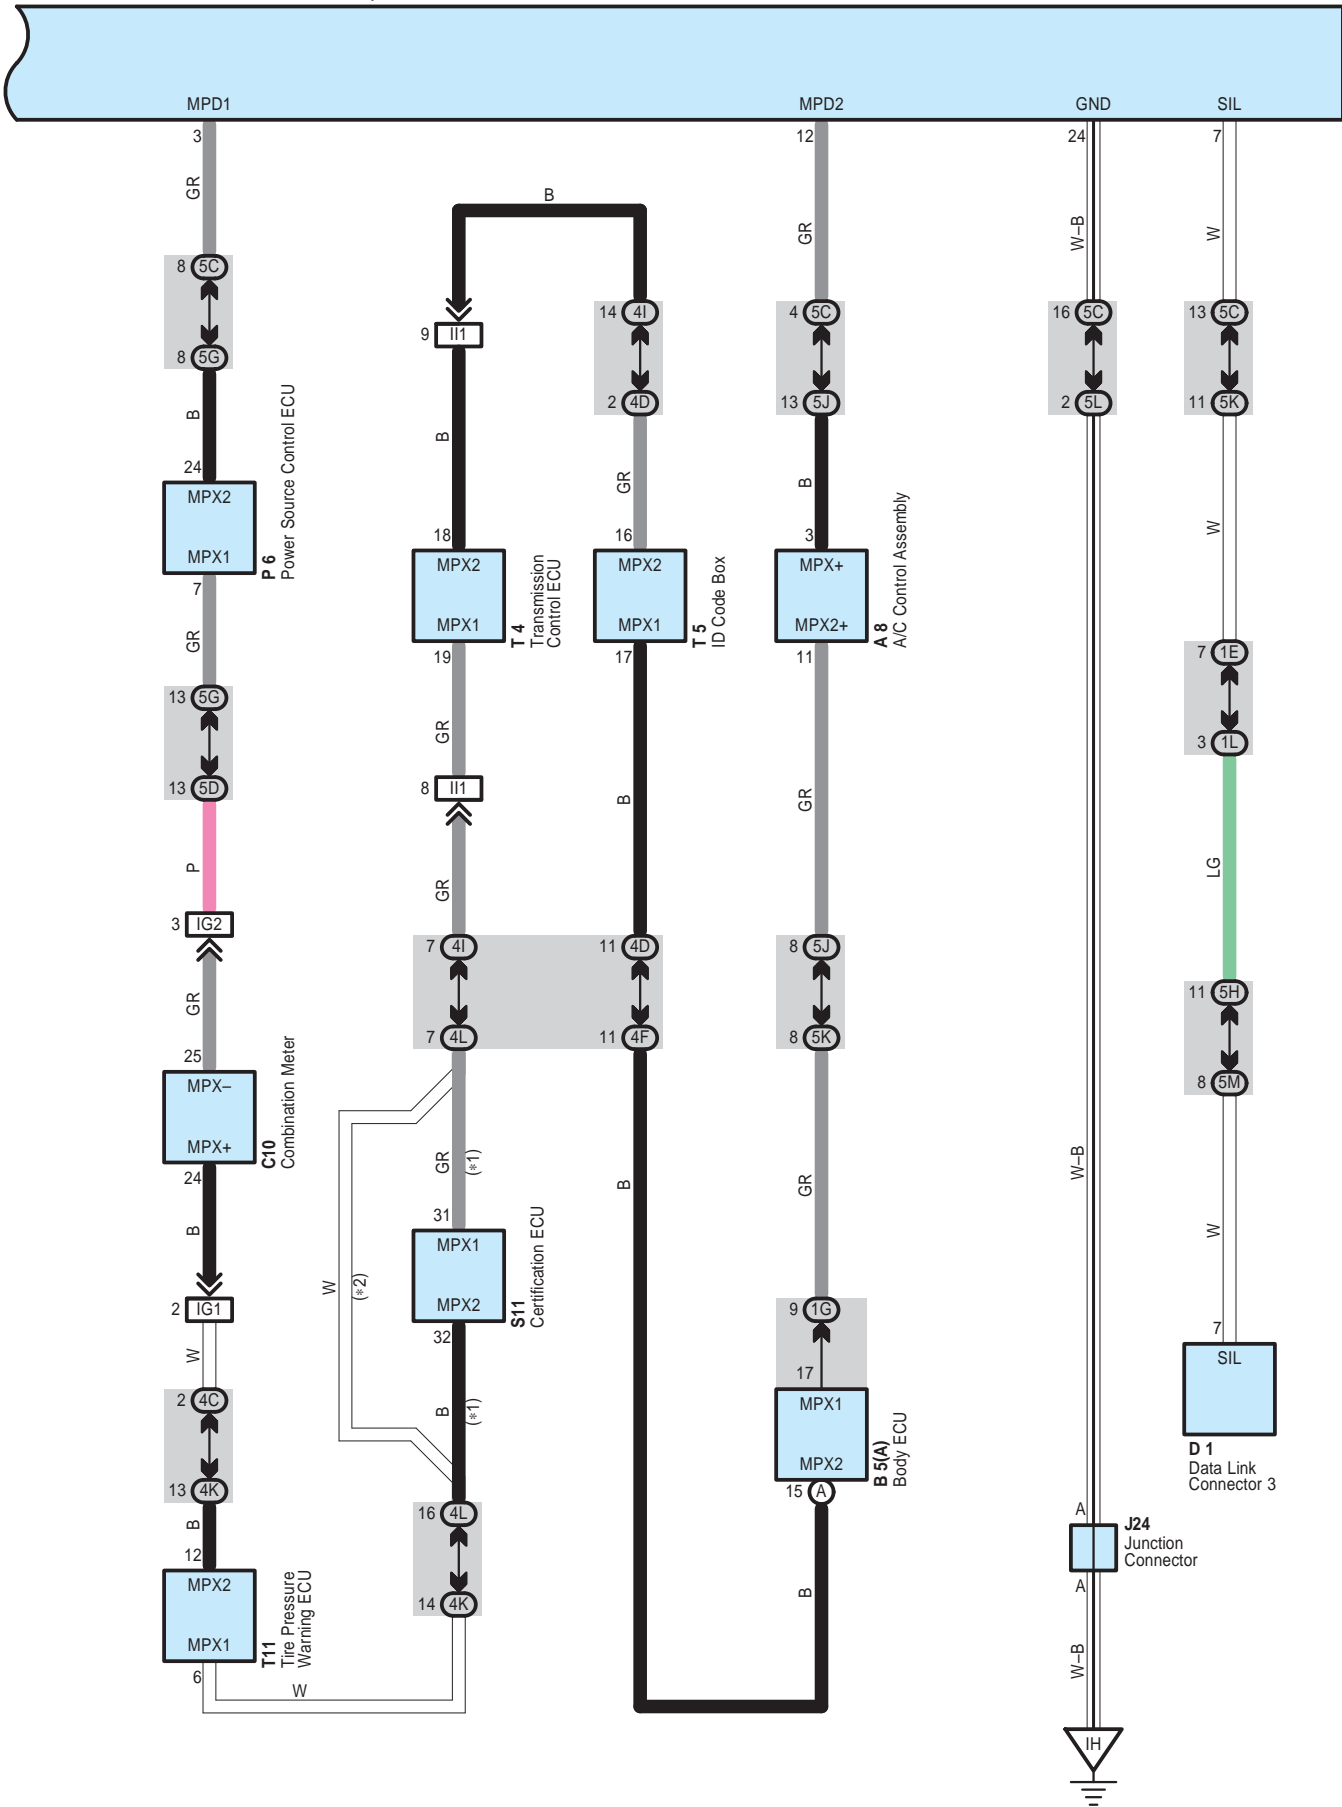 MPD1
MPD2
GND
SIL
3
12
24
7
GR
B
GR
W-B
W
8 5C
8 5G
9 II1
14 4I
2 4D
4 5C
13 5J
16 5C
2 5L
13 5C
11 5K
B
B
GR
B
W
24
MPX2
MPX1
P 6
Power Source Control ECU
7
18
MPX2
MPX1
T 4
Transmission
Control ECU
19
16
MPX2
MPX1
T 5
ID Code Box
17
3
MPX+
MPX2+
A 8
A/C Control Assembly
11
GR
13 5G
13 5D
GR
8 II1
B
GR
7 1E
3 1L
P
3 IG2
GR
LG
7 4I
7 4L
11 4D
11 4F
8 5J
8 5K
11 5H
8 5M
GR
25
MPX–
MPX+
C10
Combination Meter
24
B
2 IG1
W
GR
(*1)
W
(*2)
31
MPX1
MPX2
S11
Certification ECU
32
B
(*1)
B
GR
W-B
W
9 1G
17
MPX1
MPX2
B 5(A)
Body ECU
15 A
7
SIL
D 1
Data Link
Connector 3
2 4C
13 4K
B
12
MPX2
MPX1
T11
Tire Pressure
Warning ECU
6
W
16 4L
14 4K
B
A
J24
Junction
Connector
A
W-B
IH